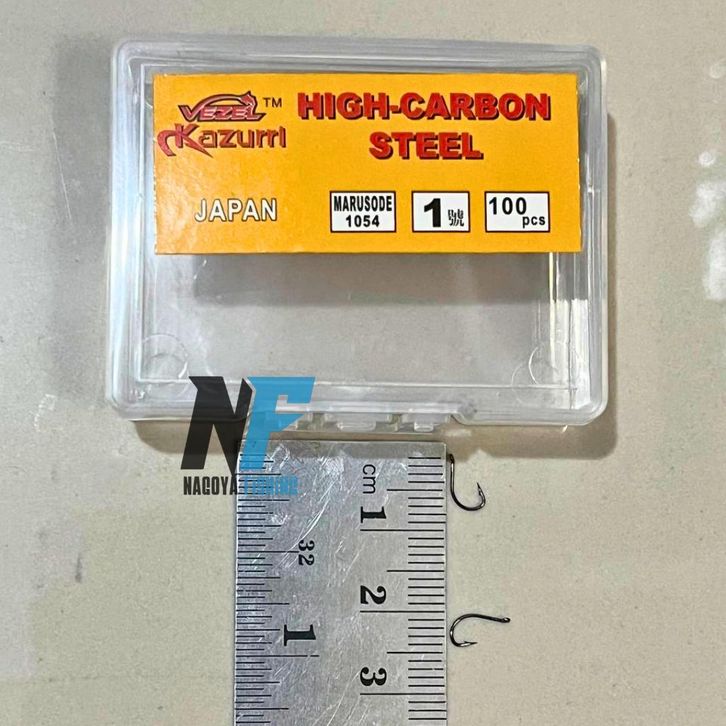 VEZEL™
Kazurri
HIGH-CARBON
STEEL
JAPAN
MARUSODE
1054
1號
100
pcs
NF
NAGOYA FISHING
cm
1
32
2
1
3